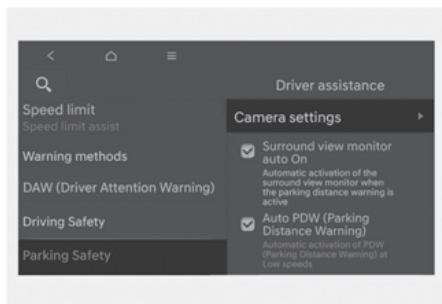 Driver assistance
Speed limit
Speed limit assist
Warning methods
DAW (Driver Attention Warning)
Driving Safety
Parking Safety
Camera settings
Surround view monitor
auto On
Automatic activation of the
surround view monitor when
the parking distance warning is
active
Auto PDW (Parking
Distance Warning)
Automatic activation of PDW
(Parking Distance Warning) at
Low speeds